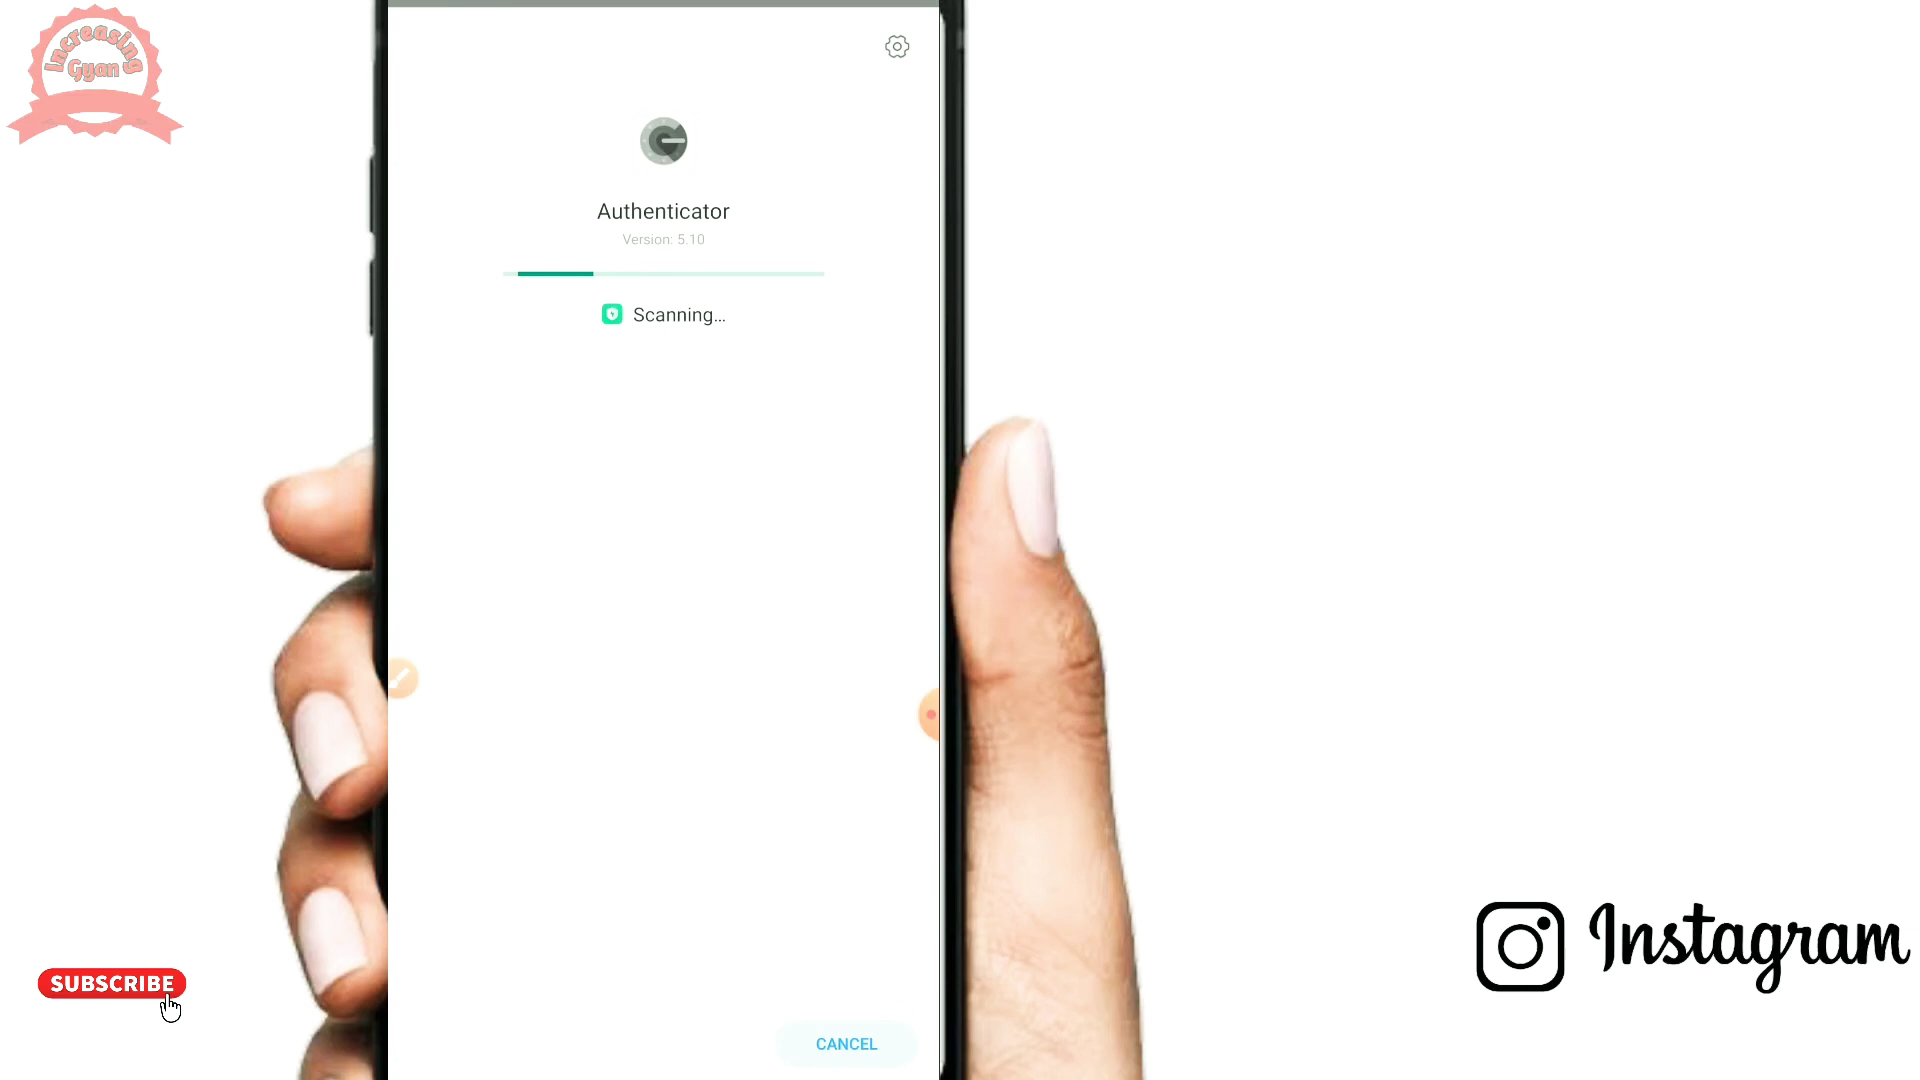 Increasing
Gyan
Authenticator
Version: 5.10
Scanning...
CANCEL
SUBSCRIBE
Instagram